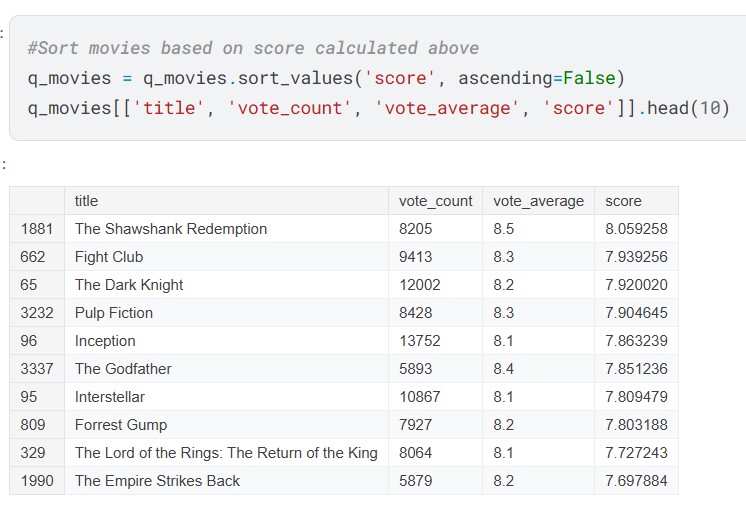 :
#Sort movies based on score calculated above
q_movies = q_movies.sort_values('score', ascending=False)
q_movies[['title', 'vote_count', 'vote_average', 'score']].head(10)
:
title vote_count vote_average score
1881 The Shawshank Redemption 8205 8.5 8.059258
662 Fight Club 9413 8.3 7.939256
65 The Dark Knight 12002 8.2 7.920020
3232 Pulp Fiction 8428 8.3 7.904645
96 Inception 13752 8.1 7.863239
3337 The Godfather 5893 8.4 7.851236
95 Interstellar 10867 8.1 7.809479
809 Forrest Gump 7927 8.2 7.803188
329 The Lord of the Rings: The Return of the King 8064 8.1 7.727243
1990 The Empire Strikes Back 5879 8.2 7.697884